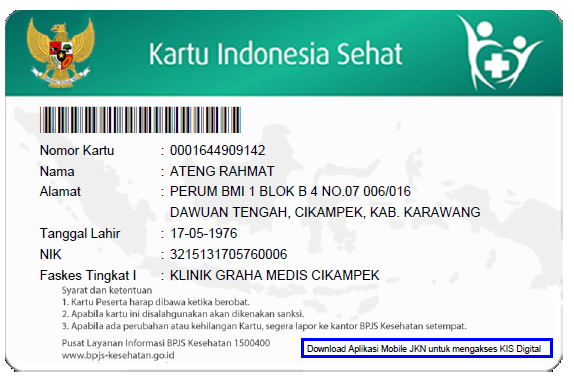 Kartu Indonesia Sehat
Nomor Kartu : 0001644909142
Nama : ATENG RAHMAT
Alamat : PERUM BMI 1 BLOK B 4 NO.07 006/016
DAWUAN TENGAH, CIKAMPEK, KAB. KARAWANG
Tanggal Lahir : 17-05-1976
NIK : 3215131705760006
Faskes Tingkat I : KLINIK GRAHA MEDIS CIKAMPEK
Syarat dan ketentuan
1. Kartu Peserta harap dibawa ketika berobat.
2. Apabila kartu ini disalahgunakan akan dikenakan sanksi.
3. Apabila ada perubahan atau kehilangan Kartu, segera lapor ke kantor BPJS Kesehatan setempat.
Pusat Layanan Informasi BPJS Kesehatan 1500400
www.bpjs-kesehatan.go.id
Download Aplikasi Mobile JKN untuk mengakses KIS Digital